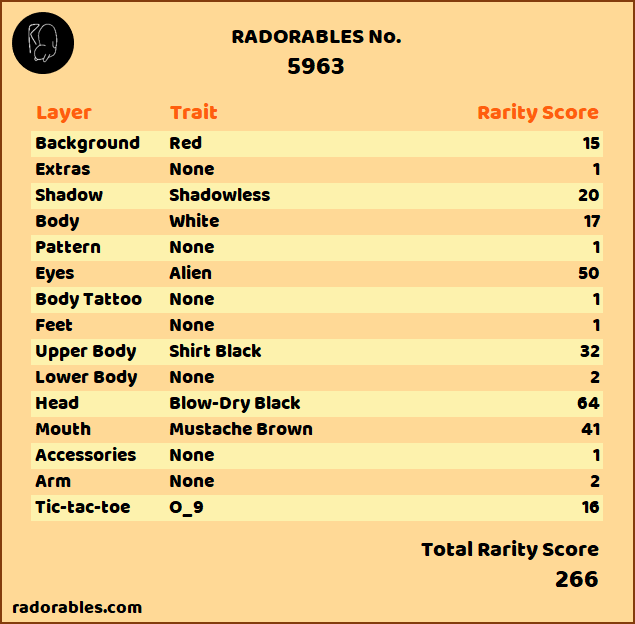 RADORABLES No.
5963
Layer Trait Rarity Score
Background Red 15
Extras None 1
Shadow Shadowless 20
Body White 17
Pattern None 1
Eyes Alien 50
Body Tattoo None 1
Feet None 1
Upper Body Shirt Black 32
Lower Body None 2
Head Blow-Dry Black 64
Mouth Mustache Brown 41
Accessories None 1
Arm None 2
Tic-tac-toe O_9 16
Total Rarity Score
266
radorables.com